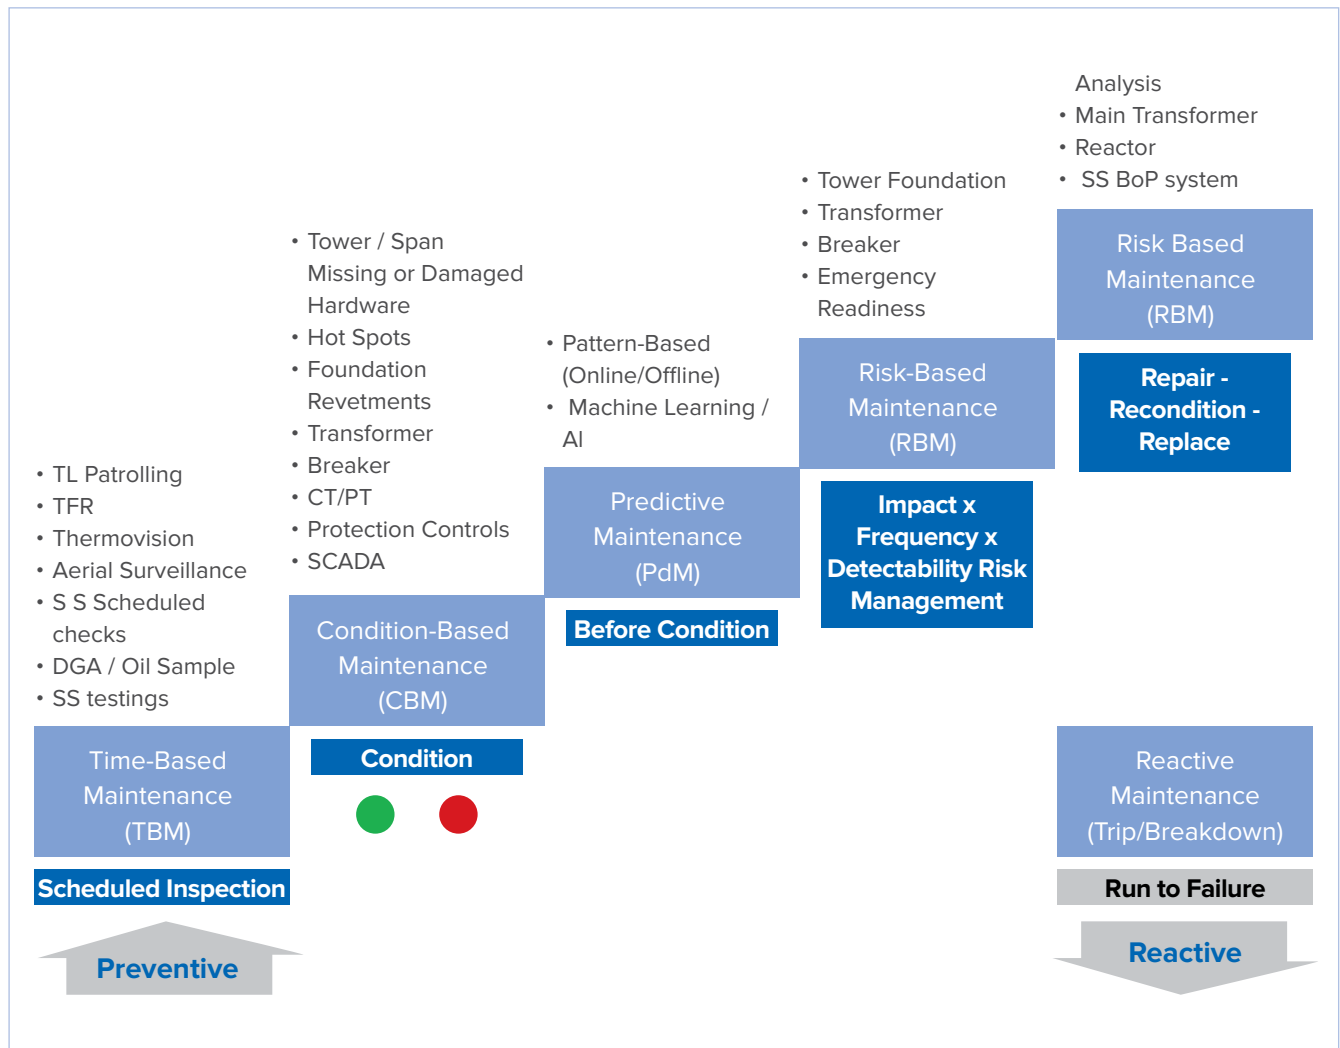 • TL Patrolling
• TFR
• Thermovision
• Aerial Surveillance
• S S Scheduled
checks
• DGA / Oil Sample
• SS testings
Time-Based
Maintenance
(TBM)
Scheduled Inspection
Preventive
• Tower / Span
Missing or Damaged
Hardware
• Hot Spots
• Foundation
Revetments
• Transformer
• Breaker
• CT/PT
• Protection Controls
• SCADA
Condition-Based
Maintenance
(CBM)
Condition
• Pattern-Based
(Online/Offline)
• Machine Learning /
AI
Predictive
Maintenance
(PdM)
Before Condition
• Tower Foundation
• Transformer
• Breaker
• Emergency
Readiness
Risk-Based
Maintenance
(RBM)
Impact x
Frequency x
Detectability Risk
Management
Analysis
• Main Transformer
• Reactor
• SS BoP system
Risk Based
Maintenance
(RBM)
Repair -
Recondition -
Replace
Reactive
Maintenance
(Trip/Breakdown)
Run to Failure
Reactive